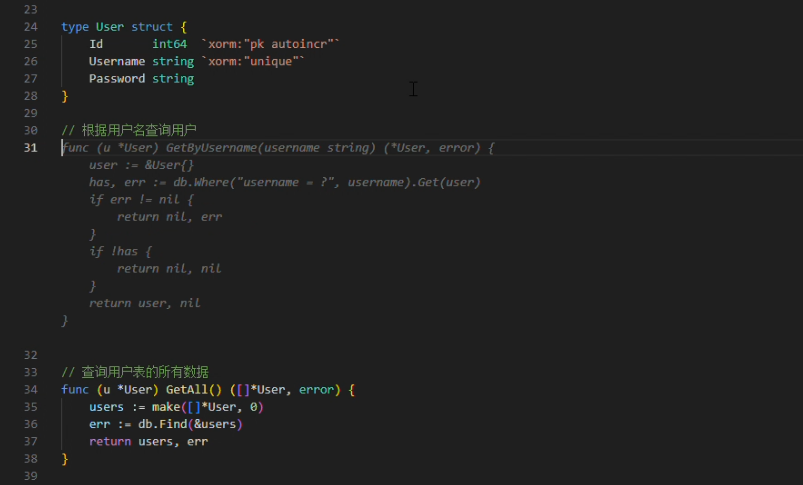 23
24 type User struct {
25     Id       int64  `xorm:"pk autoincr"`
26     Username string `xorm:"unique"`
27     Password string
28 }
29
30 // 根据用户名查询用户
31 func (u *User) GetByUsername(username string) (*User, error) {
    user := &User{}
    has, err := db.Where("username = ?", username).Get(user)
    if err != nil {
        return nil, err
    }
    if !has {
        return nil, nil
    }
    return user, nil
}
32
33 // 查询用户表的所有数据
34 func (u *User) GetAll() ([]*User, error) {
35     users := make([]*User, 0)
36     err := db.Find(&users)
37     return users, err
38 }
39